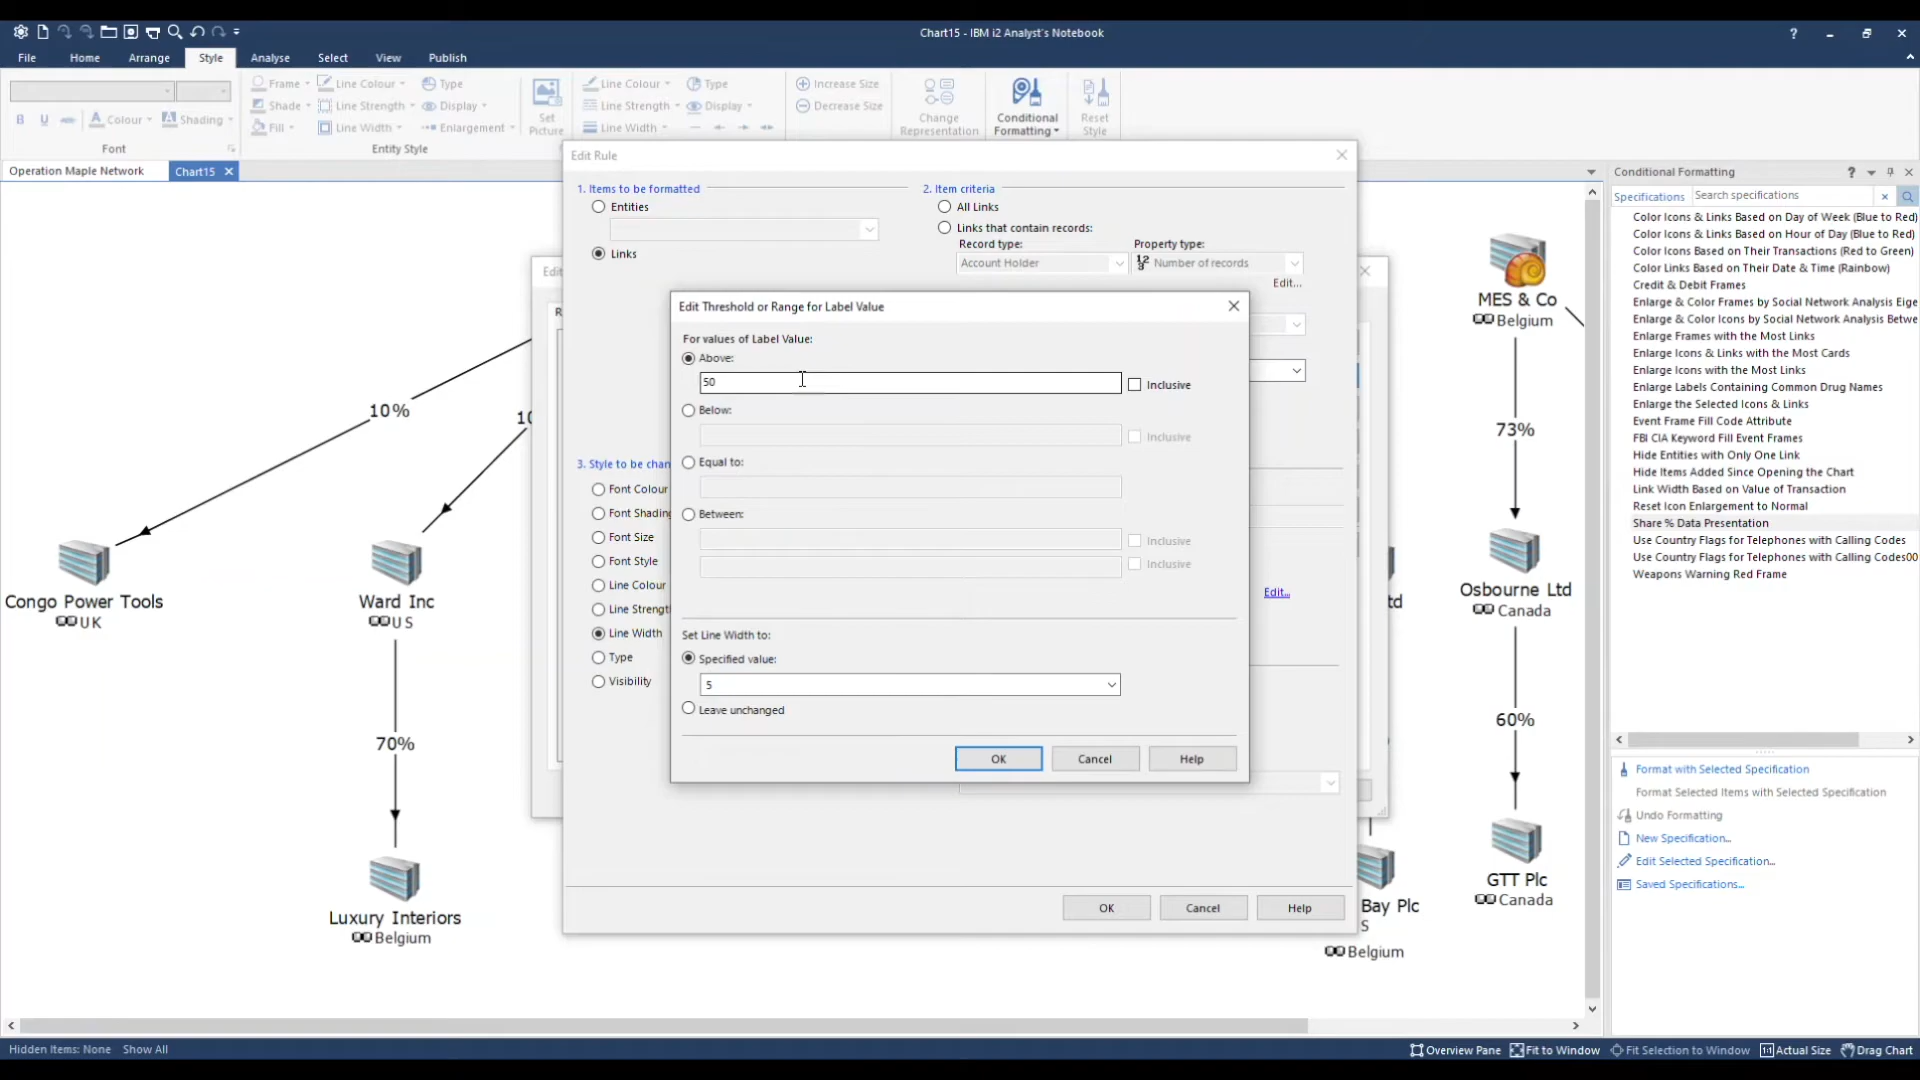 Chart15 - IBM i2 Analyst's Notebook
File Home Arrange Style Analyse Select View Publish
Frame Line Colour Type Line Colour Type Increase Size
Shade Line Strength Display Line Strength Display Decrease Size
B U abc Colour Shading Fill Line Width Enlargement Line Width
Set Picture
Change Representation
Conditional Formatting
Reset Style
Font Entity Style
Operation Maple Network Chart15
Edit Rule
1. Items to be formatted
Entities
Links
2. Item criteria
All Links
Links that contain records:
Record type: Property type:
Account Holder Number of records
Edit...
3. Style to be chan
Font Colour
Font Shading
Font Size
Font Style
Line Colour
Line Strengt
Line Width
Type
Visibility
Edit...
OK Cancel Help
Edit Threshold or Range for Label Value
For values of Label Value:
Above:
50
Inclusive
Below:
Inclusive
Equal to:
Between:
Inclusive
Inclusive
Set Line Width to:
Specified value:
5
Leave unchanged
OK Cancel Help
Edit
R
10%
10
Congo Power Tools
UK
Ward Inc
US
70%
Luxury Interiors
Belgium
td
Bay Plc
S
Belgium
MES & Co
Belgium
73%
Osbourne Ltd
Canada
60%
GTT Plc
Canada
Conditional Formatting
Specifications Search specifications
Color Icons & Links Based on Day of Week (Blue to Red)
Color Icons & Links Based on Hour of Day (Blue to Red)
Color Icons Based on Their Transactions (Red to Green)
Color Links Based on Their Date & Time (Rainbow)
Credit & Debit Frames
Enlarge & Color Frames by Social Network Analysis Eige
Enlarge & Color Icons by Social Network Analysis Betwe
Enlarge Frames with the Most Links
Enlarge Icons & Links with the Most Cards
Enlarge Icons with the Most Links
Enlarge Labels Containing Common Drug Names
Enlarge the Selected Icons & Links
Event Frame Fill Code Attribute
FBI CIA Keyword Fill Event Frames
Hide Entities with Only One Link
Hide Items Added Since Opening the Chart
Link Width Based on Value of Transaction
Reset Icon Enlargement to Normal
Share % Data Presentation
Use Country Flags for Telephones with Calling Codes
Use Country Flags for Telephones with Calling Codes00
Weapons Warning Red Frame
Format with Selected Specification
Format Selected Items with Selected Specification
Undo Formatting
New Specification...
Edit Selected Specification...
Saved Specifications...
Hidden Items: None Show All
Overview Pane Fit to Window Fit Selection to Window 1:1 Actual Size Drag Chart